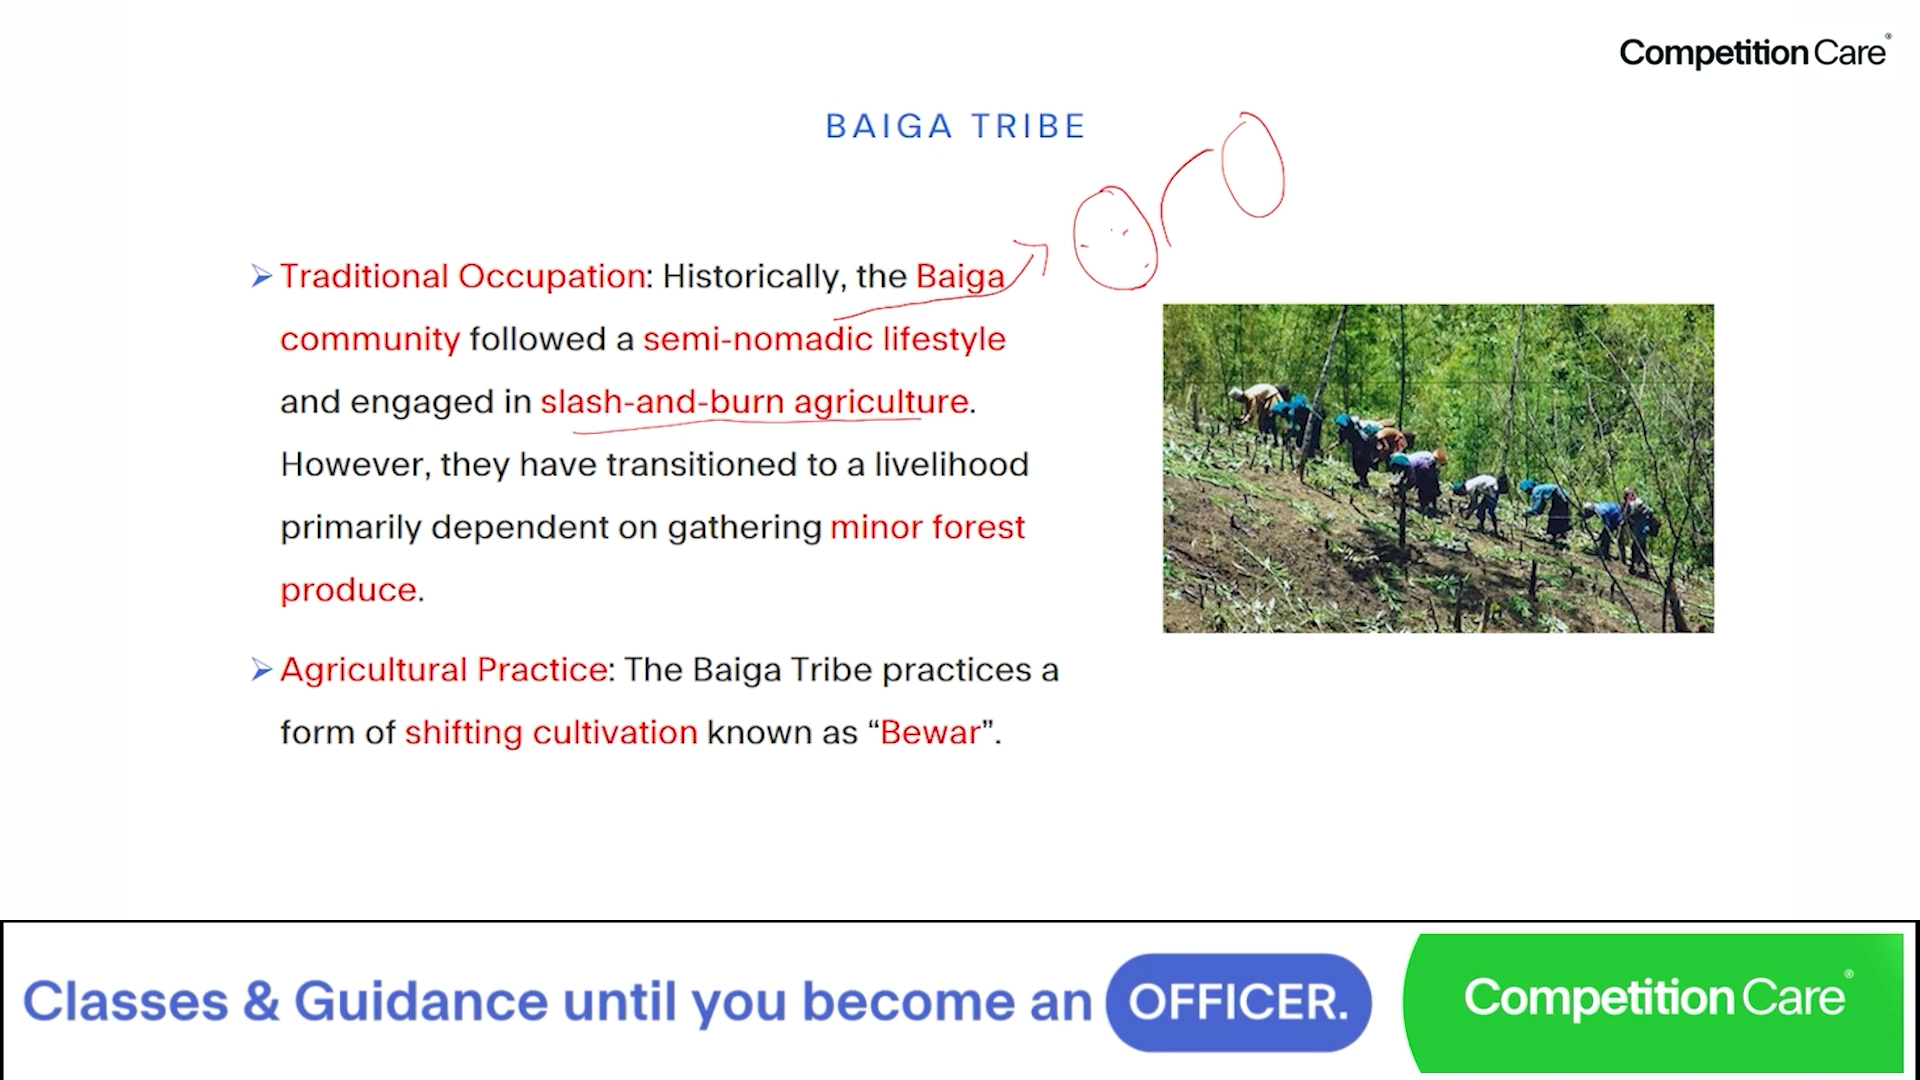 Competition Care®
BAIGA TRIBE
➢ Traditional Occupation: Historically, the Baiga
community followed a semi-nomadic lifestyle
and engaged in slash-and-burn agriculture.
However, they have transitioned to a livelihood
primarily dependent on gathering minor forest
produce.
➢ Agricultural Practice: The Baiga Tribe practices a
form of shifting cultivation known as “Bewar”.
Classes & Guidance until you become an OFFICER.
Competition Care®